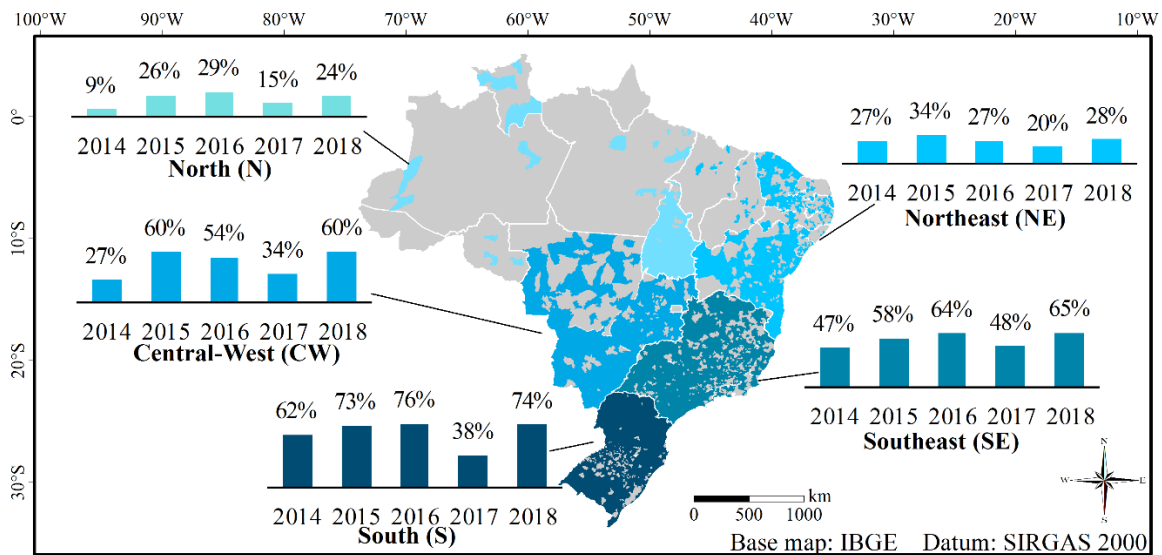 100°W 90°W 80°W 70°W 60°W 50°W 40°W 30°W 20°W 10°W
0°
10°S
20°S
30°S
9% 26% 29% 15% 24%
2014 2015 2016 2017 2018
North (N)
27% 34% 27% 20% 28%
2014 2015 2016 2017 2018
Northeast (NE)
27% 60% 54% 34% 60%
2014 2015 2016 2017 2018
Central-West (CW)
47% 58% 64% 48% 65%
2014 2015 2016 2017 2018
Southeast (SE)
62% 73% 76% 38% 74%
2014 2015 2016 2017 2018
South (S)
km
0 500 1000
N
W E
S
Base map: IBGE Datum: SIRGAS 2000